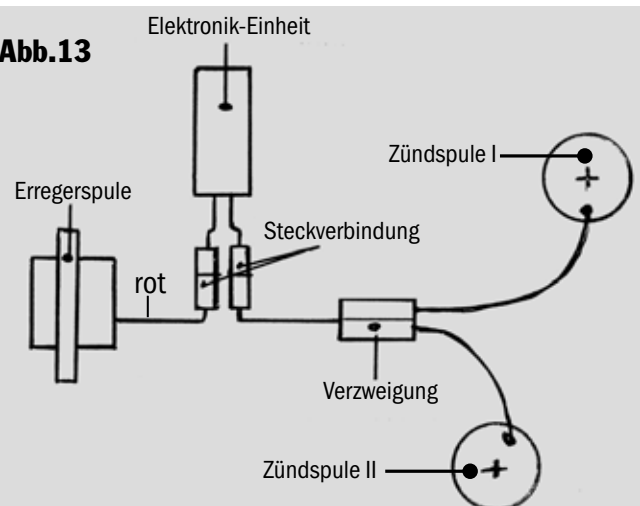 Elektronik-Einheit
Abb.13
Zündspule I
Erregerspule
Steckverbindung
rot
Verzweigung
Zündspule II